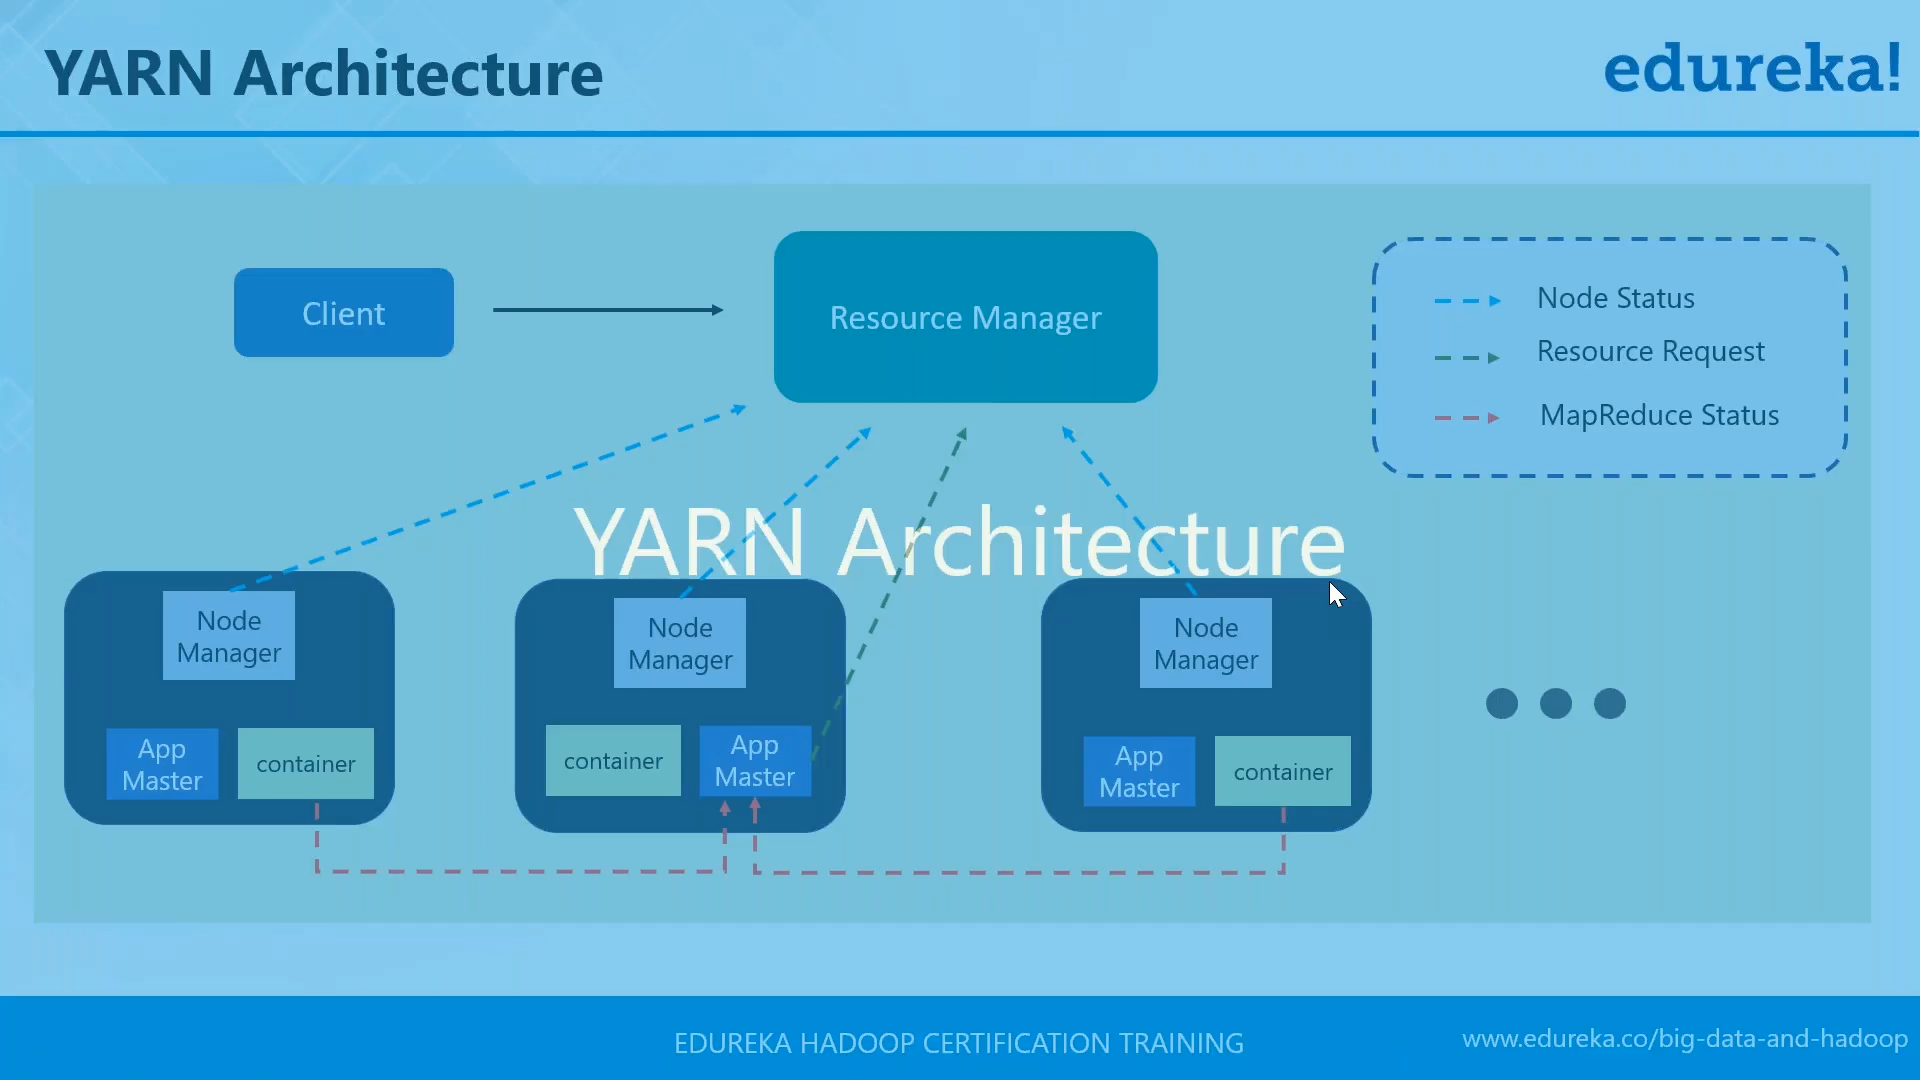 YARN Architecture
edureka!
Client
Resource Manager
Node Status
Resource Request
MapReduce Status
YARN Architecture
Node
Manager
App
Master
container
Node
Manager
container
App
Master
Node
Manager
App
Master
container
EDUREKA HADOOP CERTIFICATION TRAINING
www.edureka.co/big-data-and-hadoop